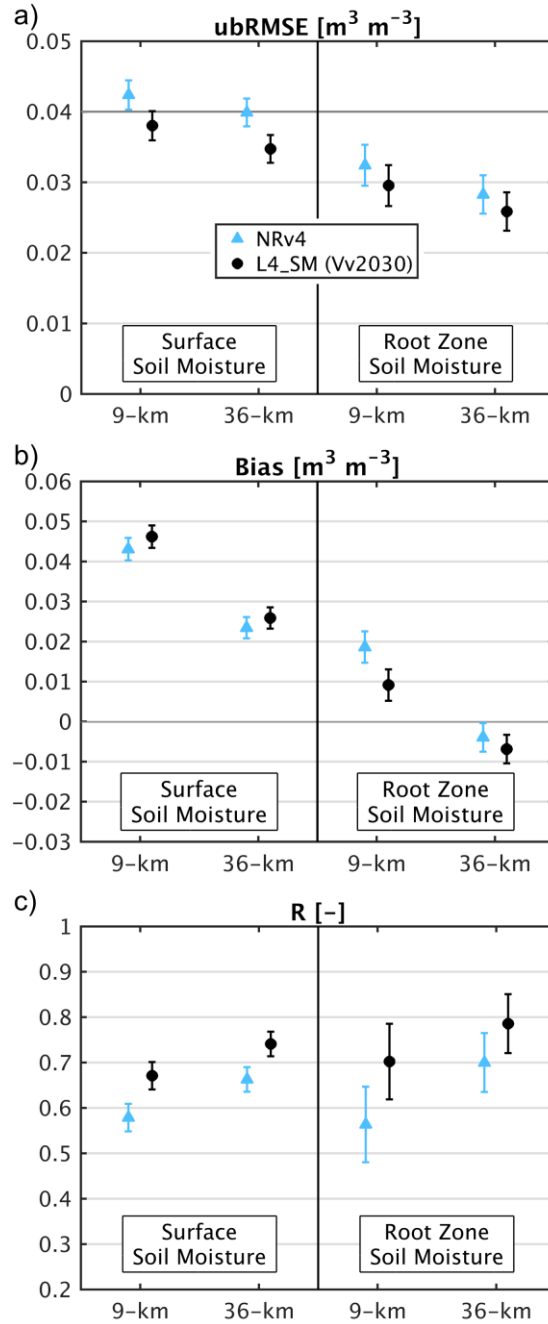 a)
ubRMSE [m³ m⁻³]
0.05
0.04
0.03
0.02
0.01
0
NRv4
L4_SM (Vv2030)
Surface
Soil Moisture
Root Zone
Soil Moisture
9-km 36-km 9-km 36-km
b)
Bias [m³ m⁻³]
0.06
0.05
0.04
0.03
0.02
0.01
0
-0.01
-0.02
-0.03
Surface
Soil Moisture
Root Zone
Soil Moisture
9-km 36-km 9-km 36-km
c)
R [-]
1
0.9
0.8
0.7
0.6
0.5
0.4
0.3
0.2
Surface
Soil Moisture
Root Zone
Soil Moisture
9-km 36-km 9-km 36-km